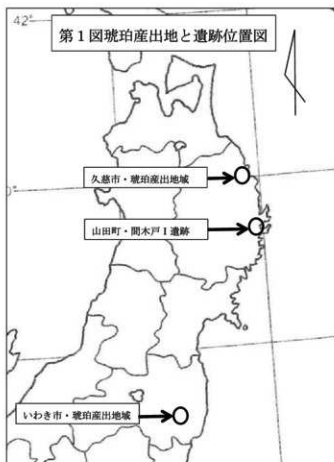 42°
第1図琥珀産出地と遺跡位置図
久慈市・琥珀産出地域
0°
山田町・間木戸Ⅰ遺跡
いわき市・琥珀産出地域